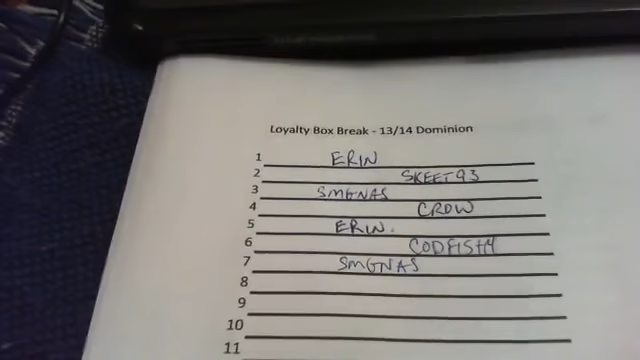 Loyalty Box Break - 13/14 Dominion
1 ERIN
2 SKEET93
3 SMGNAS
4 CROW
5 ERIN.
6 CODFISH4
7 SMGNAS
8
9
10
11